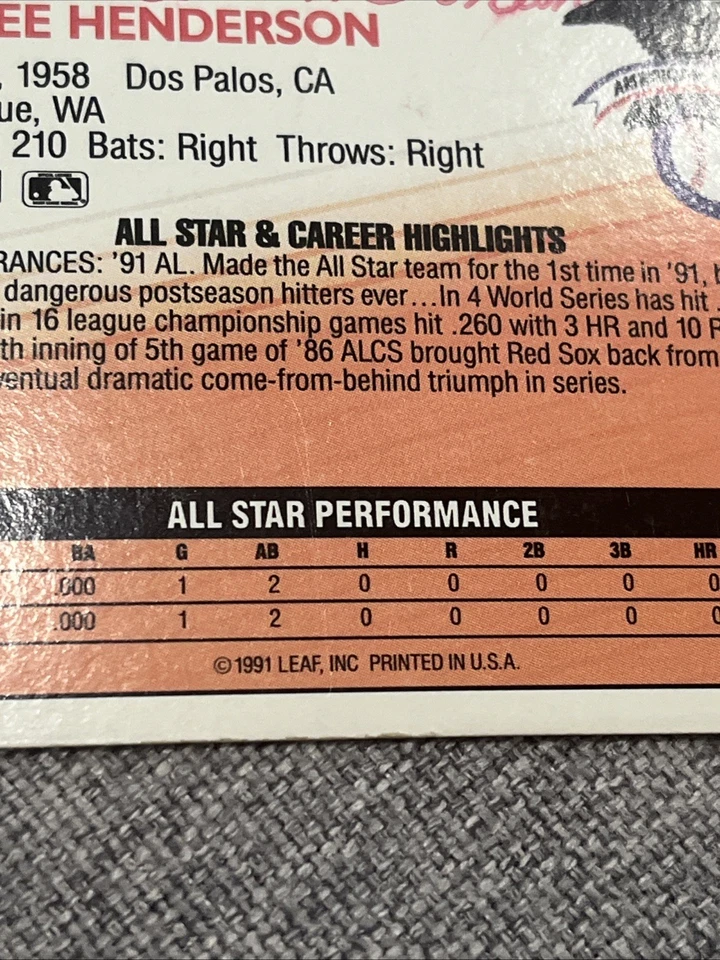 EE HENDERSON
, 1958 Dos Palos, CA
ue, WA
210 Bats: Right Throws: Right
ALL STAR & CAREER HIGHLIGHTS
RANCES: '91 AL. Made the All Star team for the 1st time in '91,
dangerous postseason hitters ever...In 4 World Series has hit .
in 16 league championship games hit .260 with 3 HR and 10 R
th inning of 5th game of '86 ALCS brought Red Sox back from
ventual dramatic come-from-behind triumph in series.
ALL STAR PERFORMANCE
BA G AB H R 2B 3B HR
.000 1 2 0 0 0 0 0
.000 1 2 0 0 0 0 0
©1991 LEAF, INC PRINTED IN U.S.A.